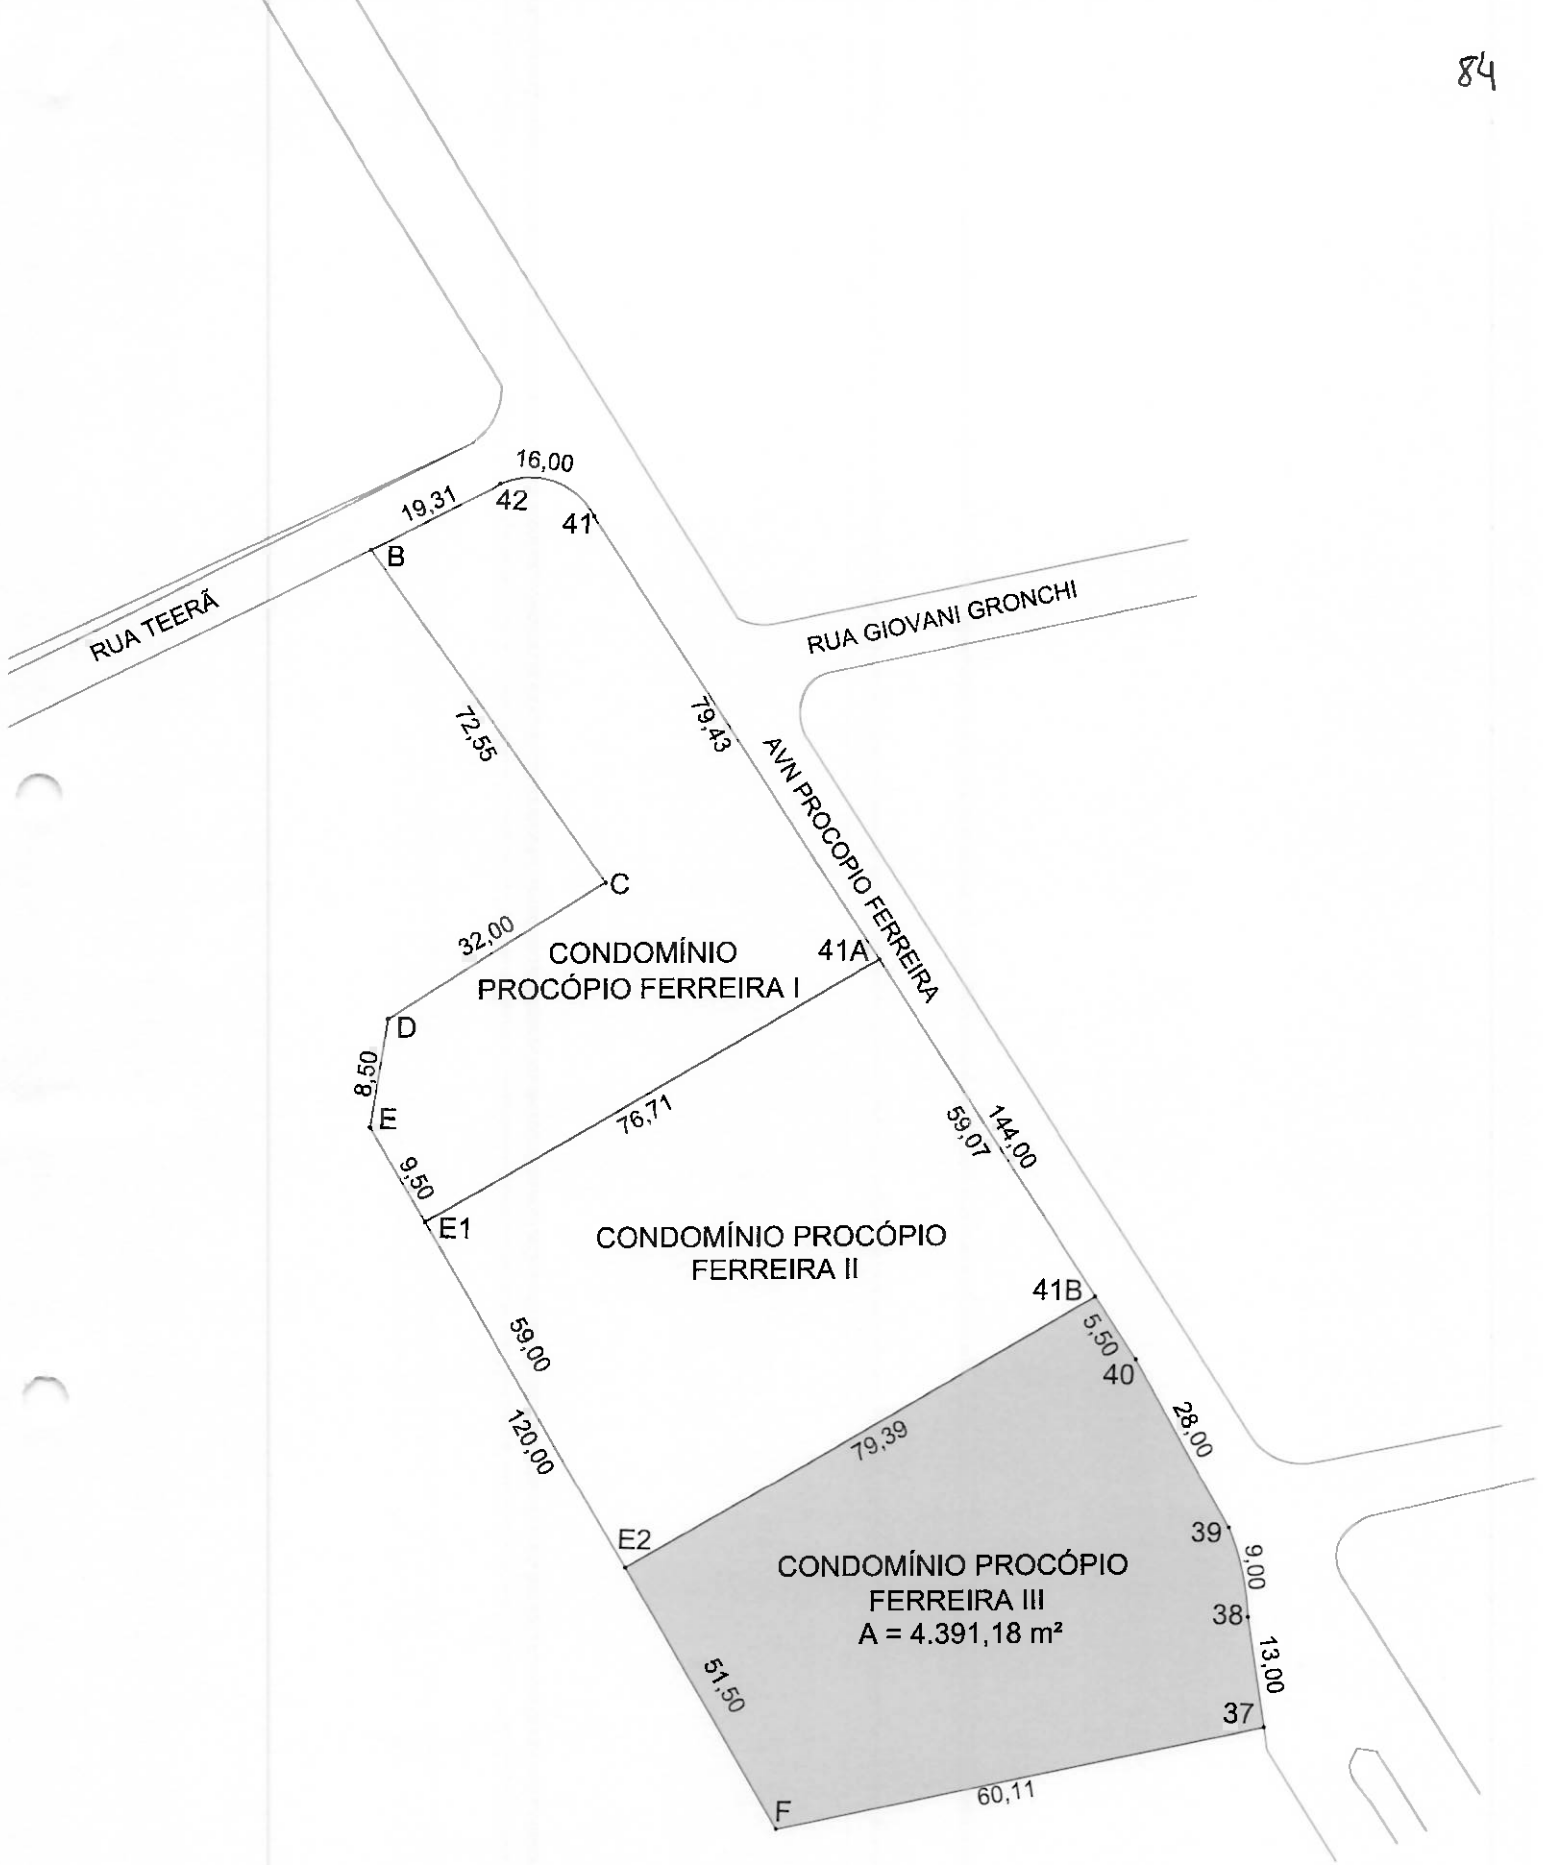 84
16,00
19,31
42
41
B
RUA TEERÃ
RUA GIOVANI GRONCHI
72,55
79,43
AVN PROCOPIO FERREIRA
C
32,00
CONDOMÍNIO
PROCÓPIO FERREIRA I
41A
D
8,50
E
76,71
59,07
144,00
9,50
E1
CONDOMÍNIO PROCÓPIO
FERREIRA II
41B
5,50
59,00
40
120,00
79,39
28,00
E2
39
9,00
CONDOMÍNIO PROCÓPIO
FERREIRA III
A = 4.391,18 m²
38
13,00
51,50
37
60,11
F